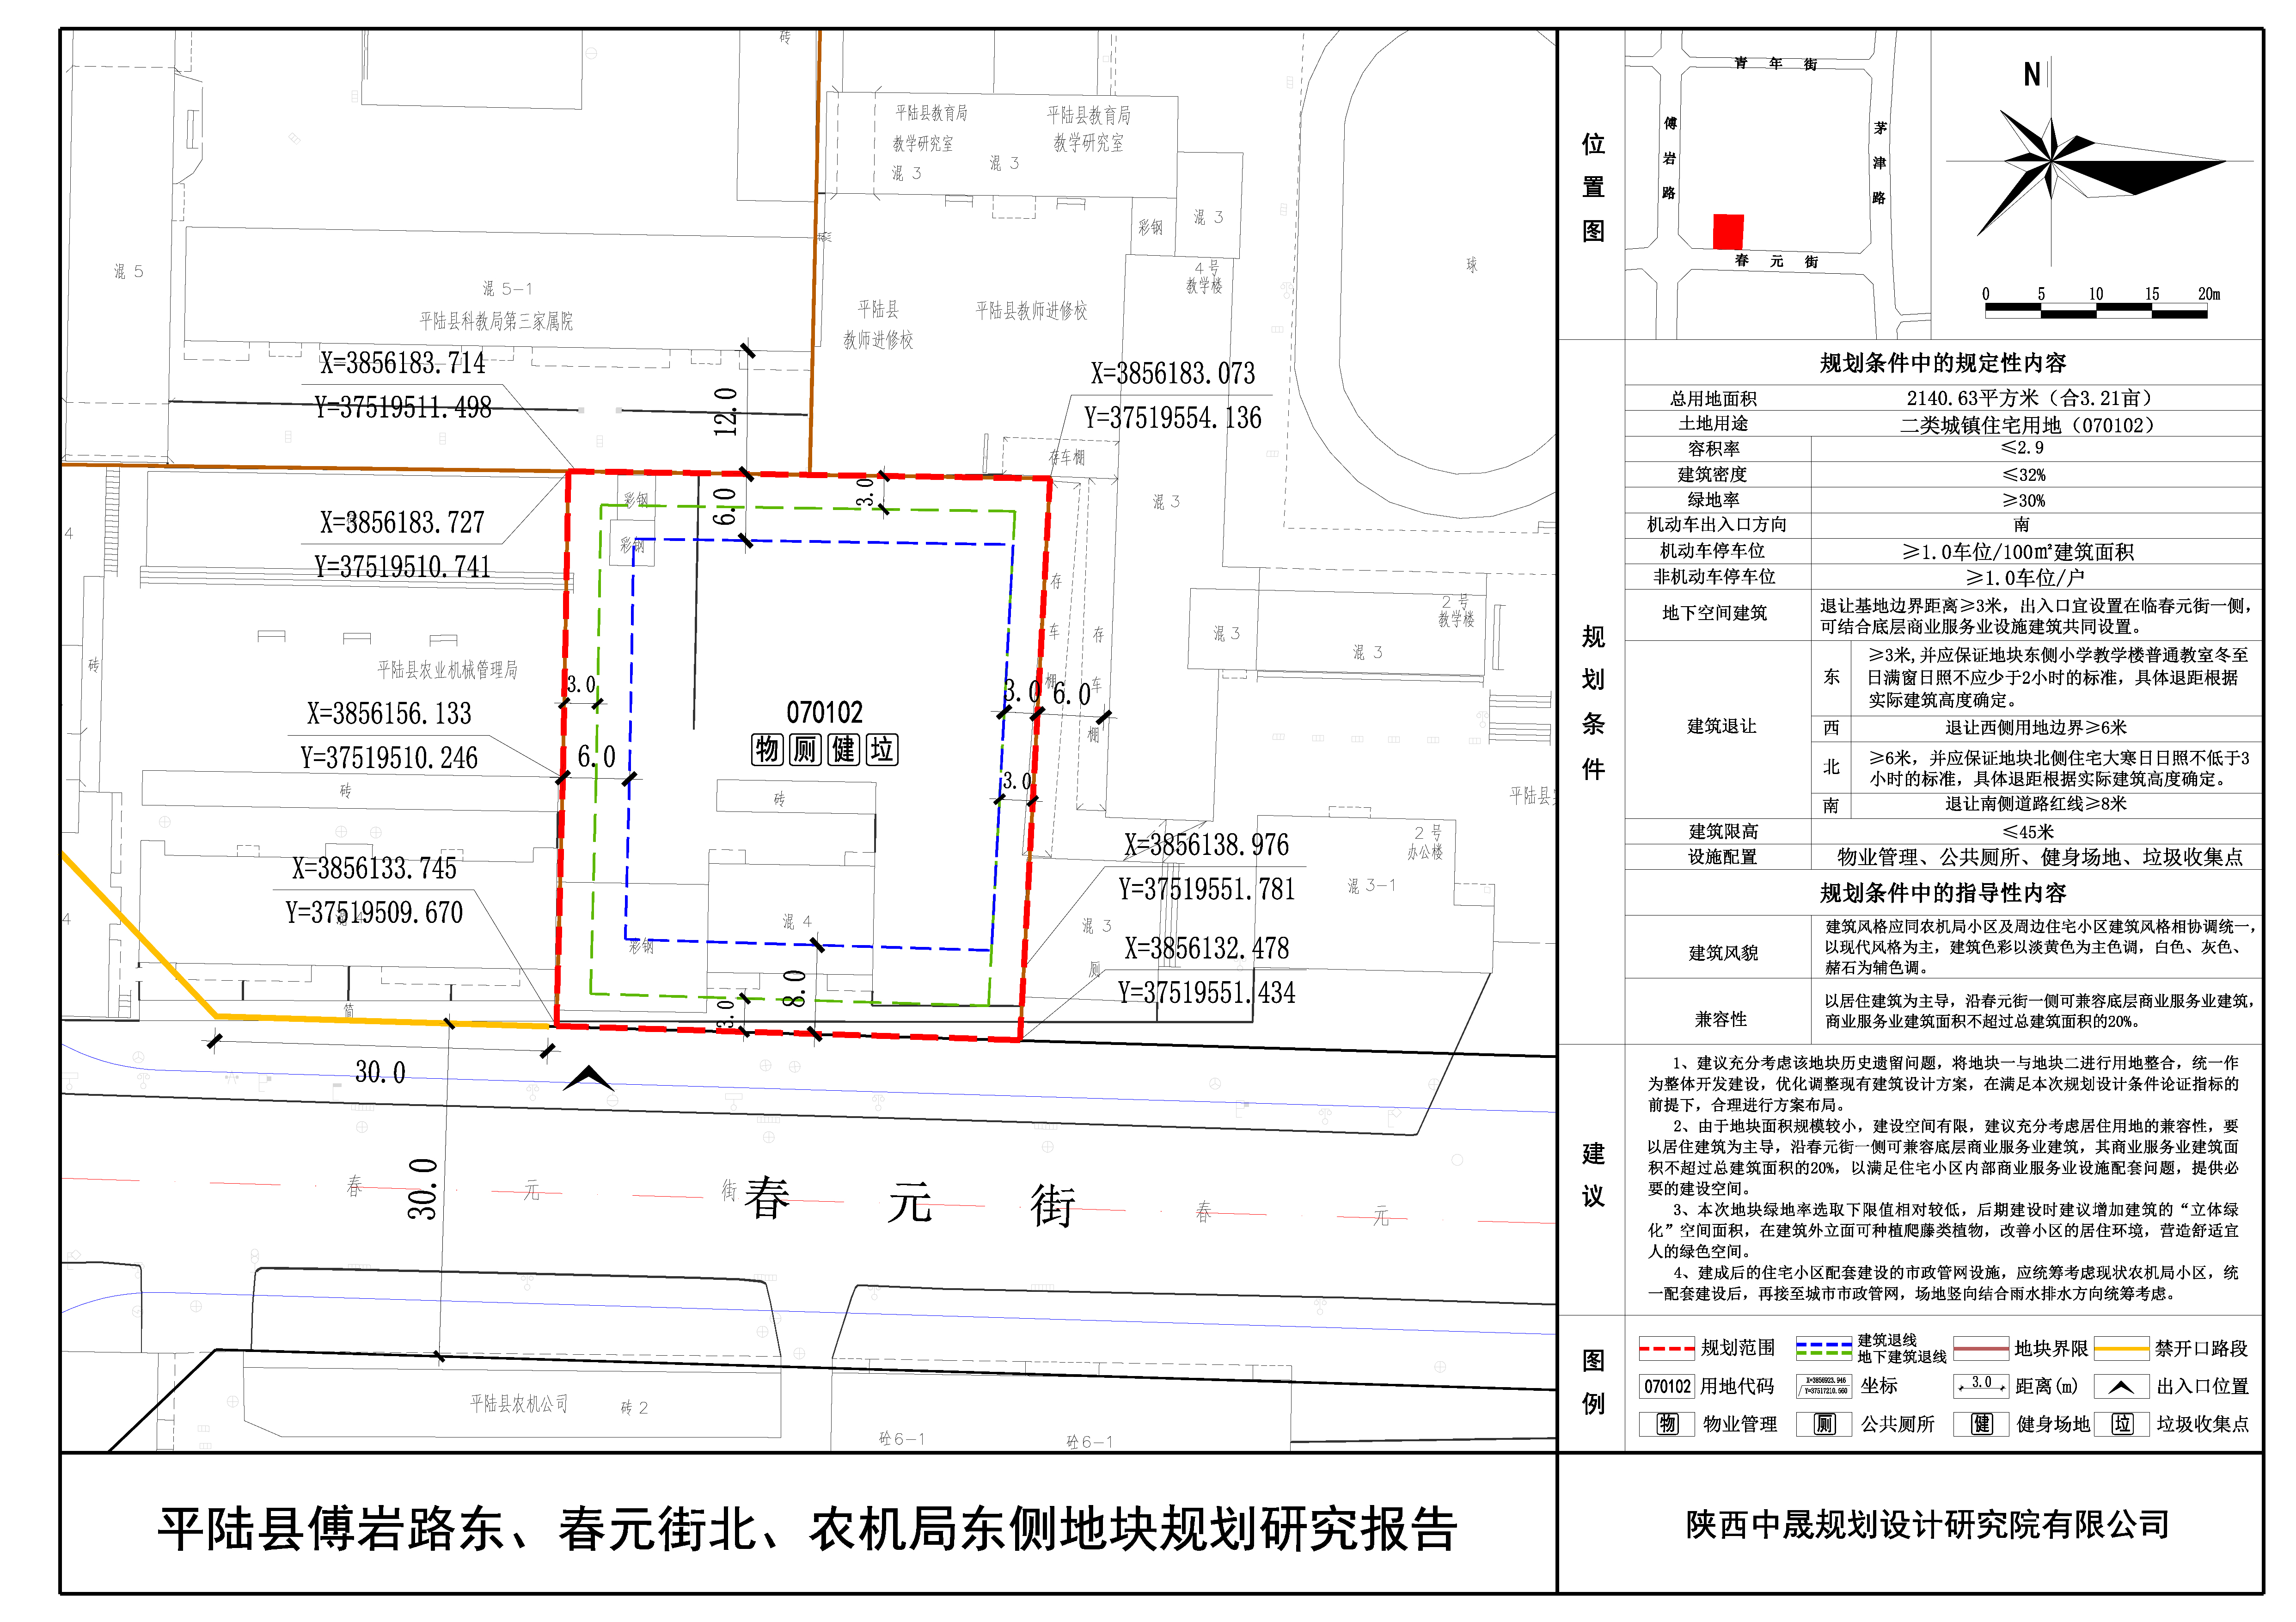 砖
平陆县教育局
教学研究室
混 3
平陆县教育局
教学研究室
混 3
混 3
彩钢
4号
教学楼
混 5
混 5-1
平陆县科教局第三家属院
平陆县
教师进修校
平陆县教师进修校
球
X=3856183.714
Y=37519511.498
12.0
X=3856183.073
Y=37519554.136
存车棚
混 3
彩钢
彩钢
6.0
3.0
X=3856183.727
Y=37519510.741
4
砖
存
车
棚
存
车
棚
2号
教学楼
混 3
混 3
平陆县农业机械管理局
3.0
X=3856156.133
Y=37519510.246
6.0
070102
物 厕 健 垃
3.0 6.0
3.0
砖
砖
平陆县
2号
办公楼
混 3-1
X=3856133.745
Y=37519509.670
4
混 4
彩钢
X=3856138.976
Y=37519551.781
混 3
厕
X=3856132.478
Y=37519551.434
8.0
3.0
30.0
30.0
春 元 街
春 元 街
春 元
平陆县农机公司
砖 2
砼6-1
砼6-1
位置图
青 年 街
傅岩路
茅津路
春 元 街
N
0 5 10 15 20m
规划条件
规划条件中的规定性内容
总用地面积 2140.63平方米（合3.21亩）
土地用途 二类城镇住宅用地（070102）
容积率 ≤2.9
建筑密度 ≤32%
绿地率 ≥30%
机动车出入口方向 南
机动车停车位 ≥1.0车位/100㎡建筑面积
非机动车停车位 ≥1.0车位/户
地下空间建筑 退让基地边界距离≥3米，出入口宜设置在临春元街一侧，
可结合底层商业服务业设施建筑共同设置。
建筑退让
东 ≥3米,并应保证地块东侧小学教学楼普通教室冬至
日满窗日照不应少于2小时的标准，具体退距根据
实际建筑高度确定。
西 退让西侧用地边界≥6米
北 ≥6米，并应保证地块北侧住宅大寒日日照不低于3
小时的标准，具体退距根据实际建筑高度确定。
南 退让南侧道路红线≥8米
建筑限高 ≤45米
设施配置 物业管理、公共厕所、健身场地、垃圾收集点
规划条件中的指导性内容
建筑风貌 建筑风格应同农机局小区及周边住宅小区建筑风格相协调统一，
以现代风格为主，建筑色彩以淡黄色为主色调，白色、灰色、
赭石为辅色调。
兼容性 以居住建筑为主导，沿春元街一侧可兼容底层商业服务业建筑，
商业服务业建筑面积不超过总建筑面积的20%。
建议
1、建议充分考虑该地块历史遗留问题，将地块一与地块二进行用地整合，统一作
为整体开发建设，优化调整现有建筑设计方案，在满足本次规划设计条件论证指标的
前提下，合理进行方案布局。
2、由于地块面积规模较小，建设空间有限，建议充分考虑居住用地的兼容性，要
以居住建筑为主导，沿春元街一侧可兼容底层商业服务业建筑，其商业服务业建筑面
积不超过总建筑面积的20%，以满足住宅小区内部商业服务业设施配套问题，提供必
要的建设空间。
3、本次地块绿地率选取下限值相对较低，后期建设时建议增加建筑的“立体绿
化”空间面积，在建筑外立面可种植爬藤类植物，改善小区的居住环境，营造舒适宜
人的绿色空间。
4、建成后的住宅小区配套建设的市政管网设施，应统筹考虑现状农机局小区，统
一配套建设后，再接至城市市政管网，场地竖向结合雨水排水方向统筹考虑。
图例
规划范围 建筑退线 地下建筑退线 地块界限 禁开口路段
070102 用地代码 X=3856923.946 Y=37517210.560 坐标 3.0 距离(m) 出入口位置
物 物业管理 厕 公共厕所 健 健身场地 垃 垃圾收集点
平陆县傅岩路东、春元街北、农机局东侧地块规划研究报告
陕西中晟规划设计研究院有限公司